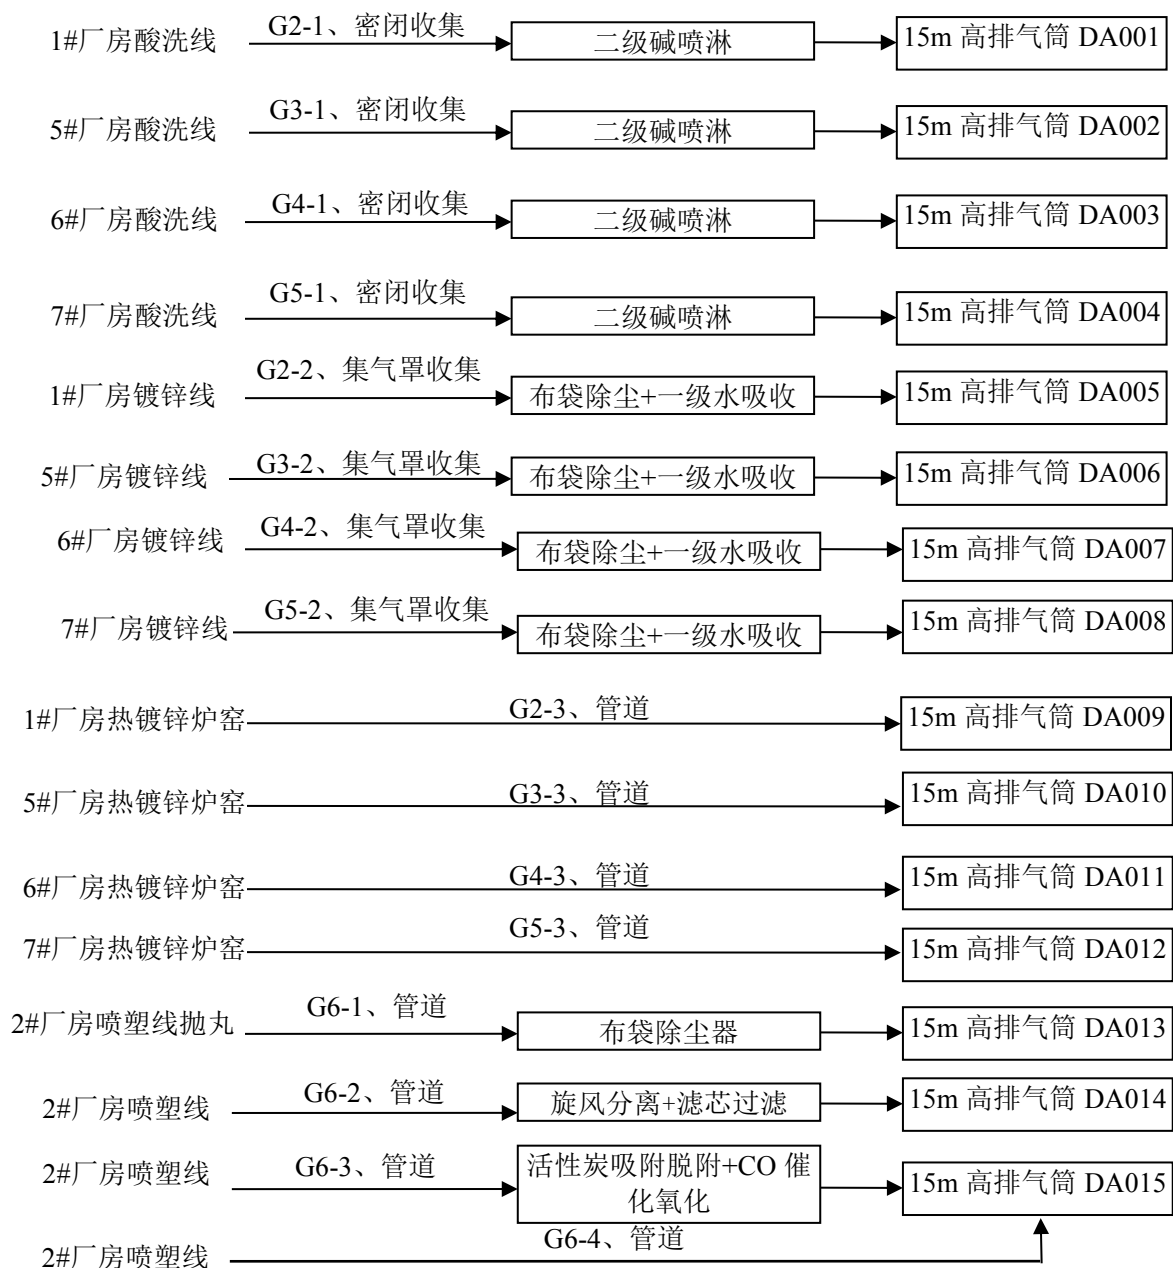 1#厂房酸洗线 G2-1、密闭收集 二级碱喷淋 15m 高排气筒 DA001
5#厂房酸洗线 G3-1、密闭收集 二级碱喷淋 15m 高排气筒 DA002
6#厂房酸洗线 G4-1、密闭收集 二级碱喷淋 15m 高排气筒 DA003
7#厂房酸洗线 G5-1、密闭收集 二级碱喷淋 15m 高排气筒 DA004
1#厂房镀锌线 G2-2、集气罩收集 布袋除尘+一级水吸收 15m 高排气筒 DA005
5#厂房镀锌线 G3-2、集气罩收集 布袋除尘+一级水吸收 15m 高排气筒 DA006
6#厂房镀锌线 G4-2、集气罩收集 布袋除尘+一级水吸收 15m 高排气筒 DA007
7#厂房镀锌线 G5-2、集气罩收集 布袋除尘+一级水吸收 15m 高排气筒 DA008
1#厂房热镀锌炉窑 G2-3、管道 15m 高排气筒 DA009
5#厂房热镀锌炉窑 G3-3、管道 15m 高排气筒 DA010
6#厂房热镀锌炉窑 G4-3、管道 15m 高排气筒 DA011
7#厂房热镀锌炉窑 G5-3、管道 15m 高排气筒 DA012
2#厂房喷塑线抛丸 G6-1、管道 布袋除尘器 15m 高排气筒 DA013
2#厂房喷塑线 G6-2、管道 旋风分离+滤芯过滤 15m 高排气筒 DA014
2#厂房喷塑线 G6-3、管道 活性炭吸附脱附+CO 催
化氧化 15m 高排气筒 DA015
2#厂房喷塑线 G6-4、管道